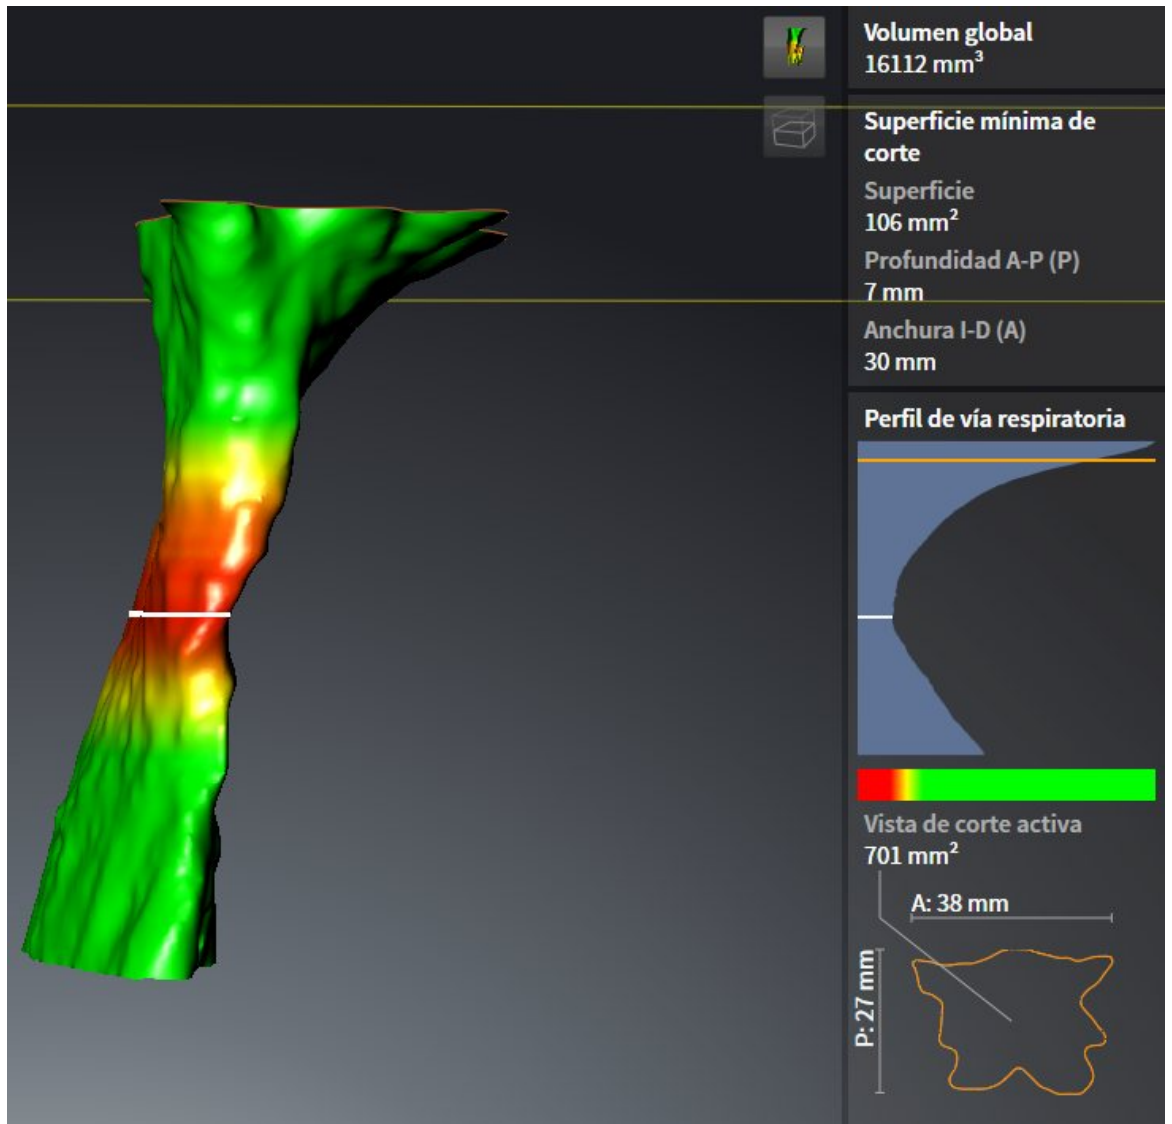 Volumen global
16112 mm³
Superficie mínima de
corte
Superficie
106 mm²
Profundidad A-P (P)
7 mm
Anchura I-D (A)
30 mm
Perfil de vía respiratoria
Vista de corte activa
701 mm²
A: 38 mm
P: 27 mm